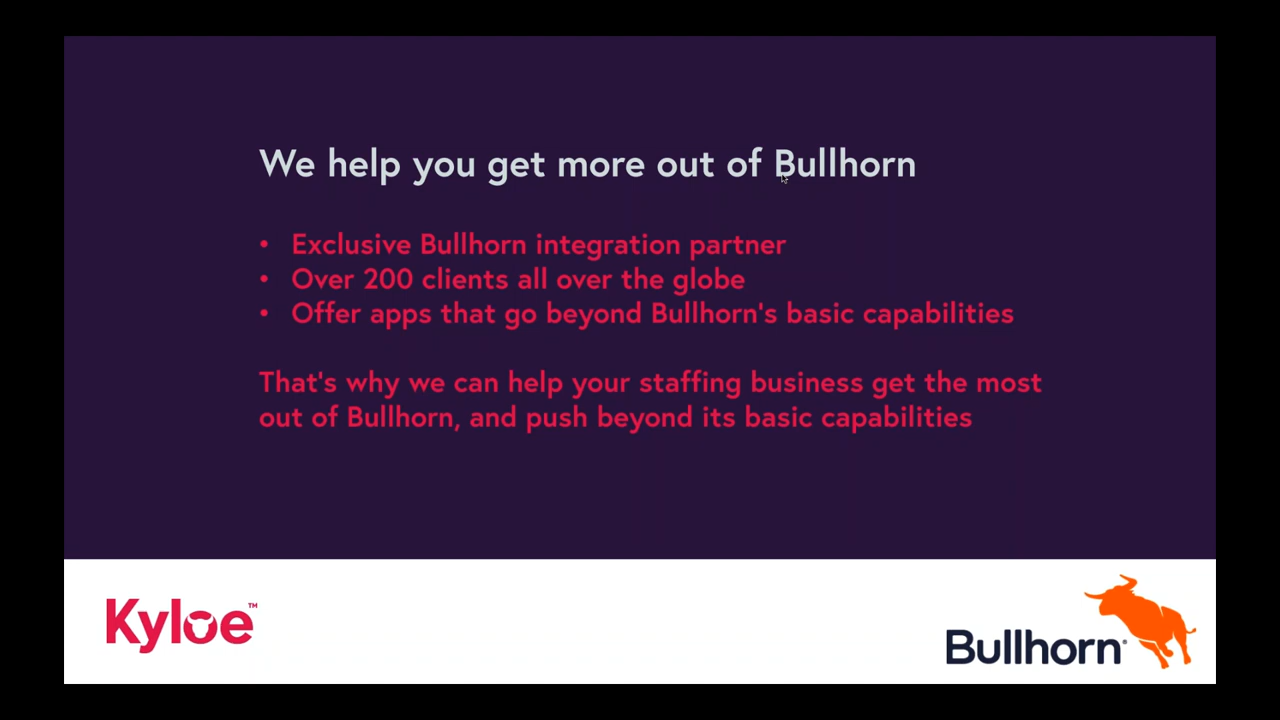 We help you get more out of Bullhorn
• Exclusive Bullhorn integration partner
• Over 200 clients all over the globe
• Offer apps that go beyond Bullhorn's basic capabilities
That's why we can help your staffing business get the most
out of Bullhorn, and push beyond its basic capabilities
Kyloe™
Bullhorn®